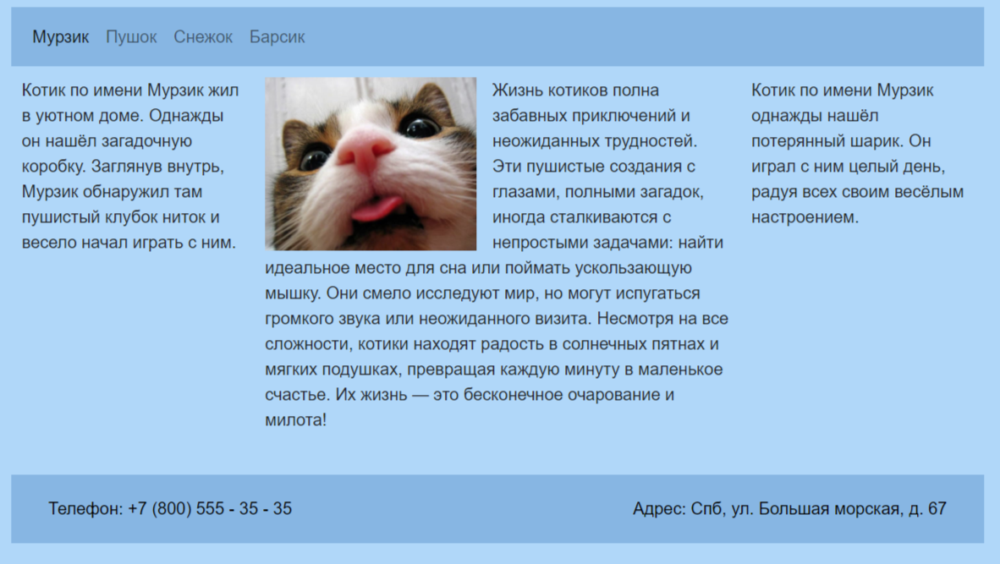 Мурзик Пушок Снежок Барсик
Котик по имени Мурзик жил
в уютном доме. Однажды
он нашёл загадочную
коробку. Заглянув внутрь,
Мурзик обнаружил там
пушистый клубок ниток и
весело начал играть с ним.
Жизнь котиков полна
забавных приключений и
неожиданных трудностей.
Эти пушистые создания с
глазами, полными загадок,
иногда сталкиваются с
непростыми задачами: найти
идеальное место для сна или поймать ускользающую
мышку. Они смело исследуют мир, но могут испугаться
громкого звука или неожиданного визита. Несмотря на все
сложности, котики находят радость в солнечных пятнах и
мягких подушках, превращая каждую минуту в маленькое
счастье. Их жизнь — это бесконечное очарование и
милота!
Котик по имени Мурзик
однажды нашёл
потерянный шарик. Он
играл с ним целый день,
радуя всех своим весёлым
настроением.
Телефон: +7 (800) 555 - 35 - 35
Адрес: Спб, ул. Большая морская, д. 67